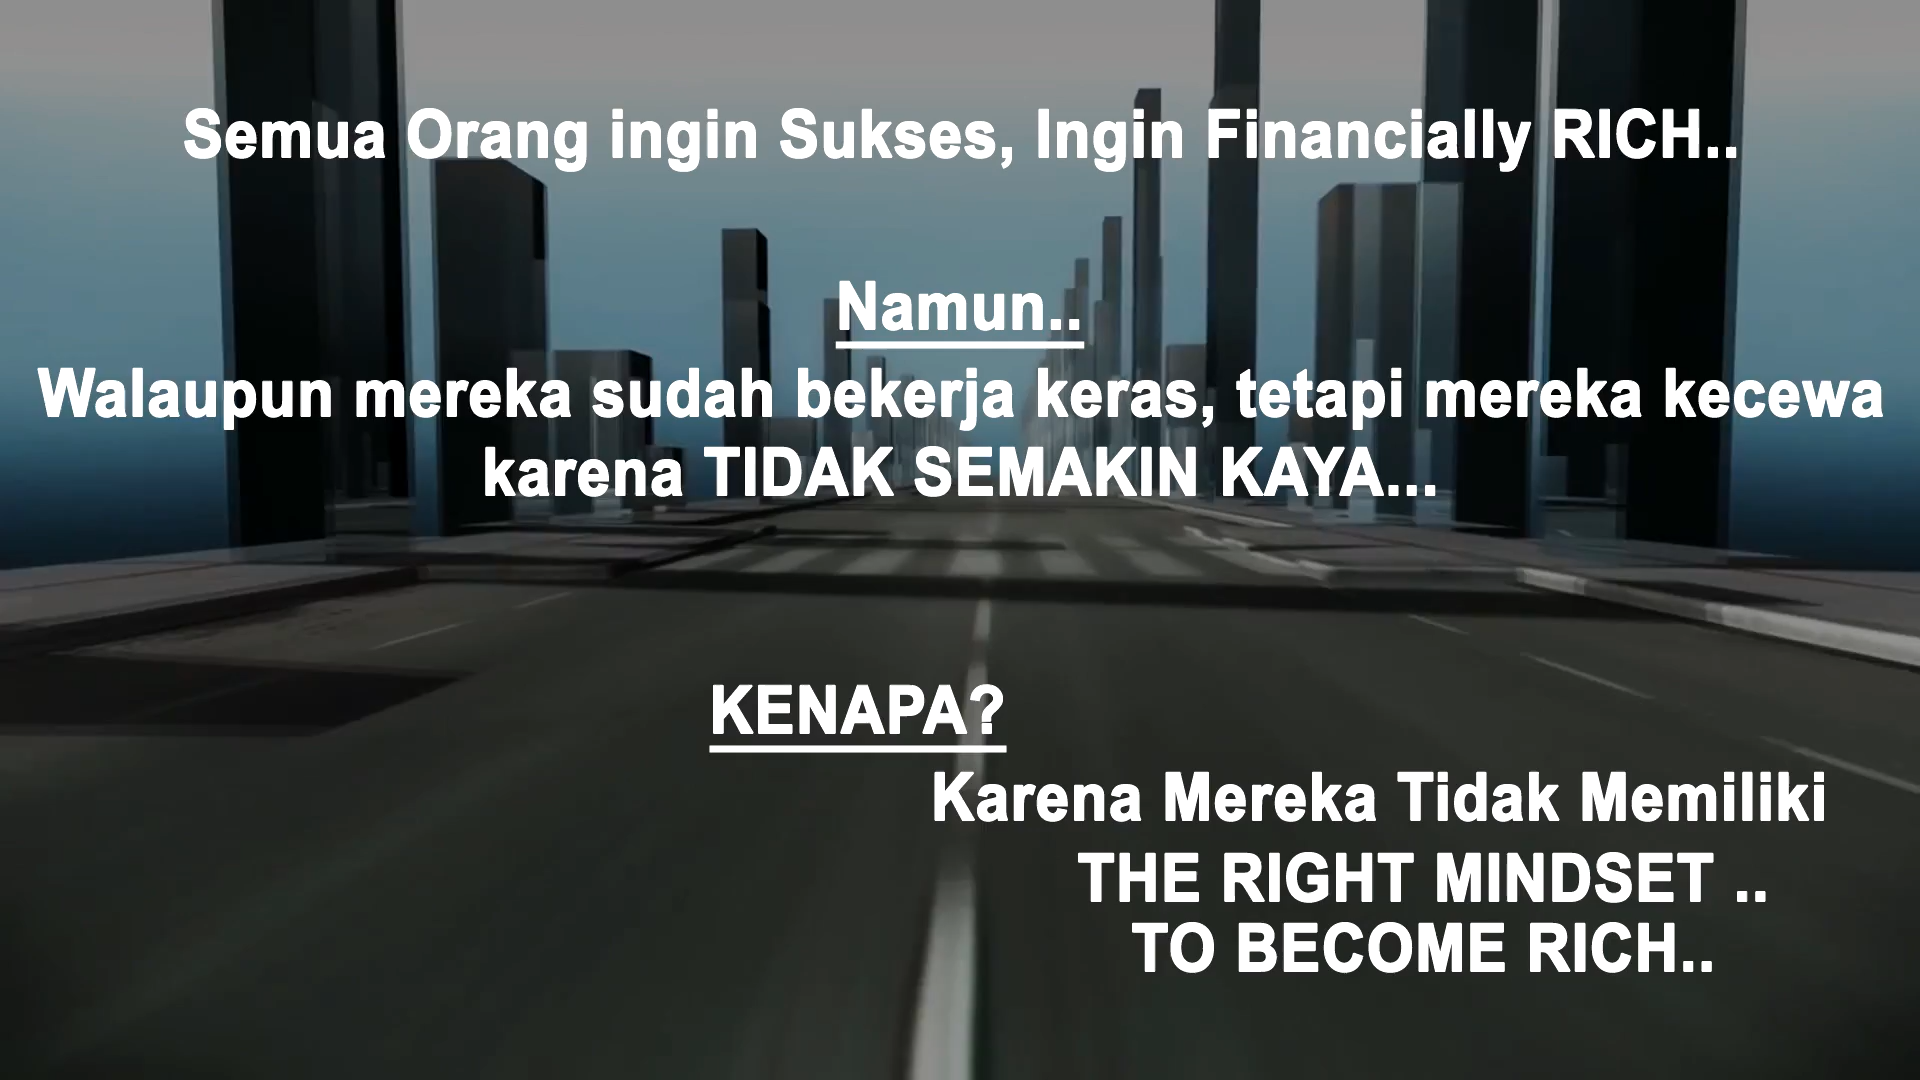 Semua Orang ingin Sukses, Ingin Financially RICH..
Namun..
Walaupun mereka sudah bekerja keras, tetapi mereka kecewa
karena TIDAK SEMAKIN KAYA...
KENAPA?
Karena Mereka Tidak Memiliki
THE RIGHT MINDSET ..
TO BECOME RICH..